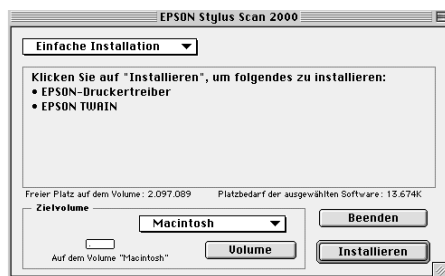 EPSON Stylus Scan 2000
Einfache Installation
Klicken Sie auf "Installieren", um folgendes zu installieren:
• EPSON-Druckertreiber
• EPSON TWAIN
Freier Platz auf dem Volume: 2.097.089 Platzbedarf der ausgewählten Software: 13.674K
Zielvolume
Macintosh
Beenden
Auf dem Volume "Macintosh"
Volume
Installieren